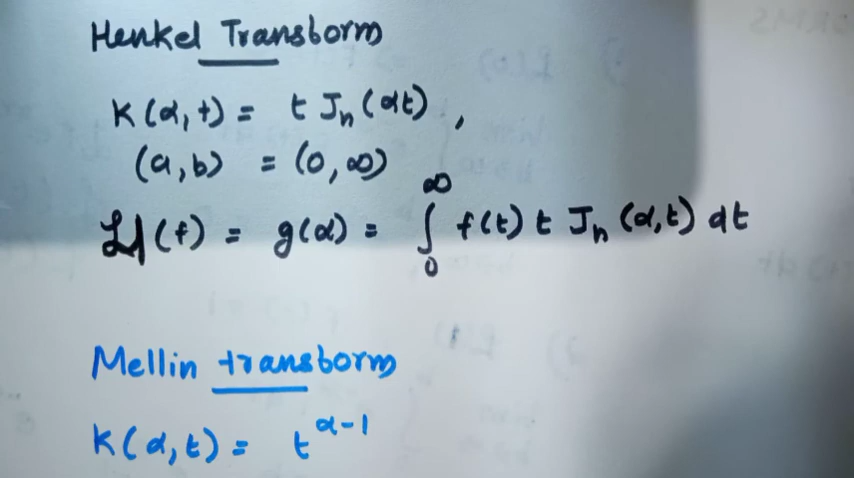 Henkel Transborm
K(α, t) = t Jn (αt) ,
(a, b) = (0, ∞)
H(f) = g(α) = ∫₀^∞ f(t) t Jn (α,t) dt
Mellin transborm
K(α, t) = t^α-1